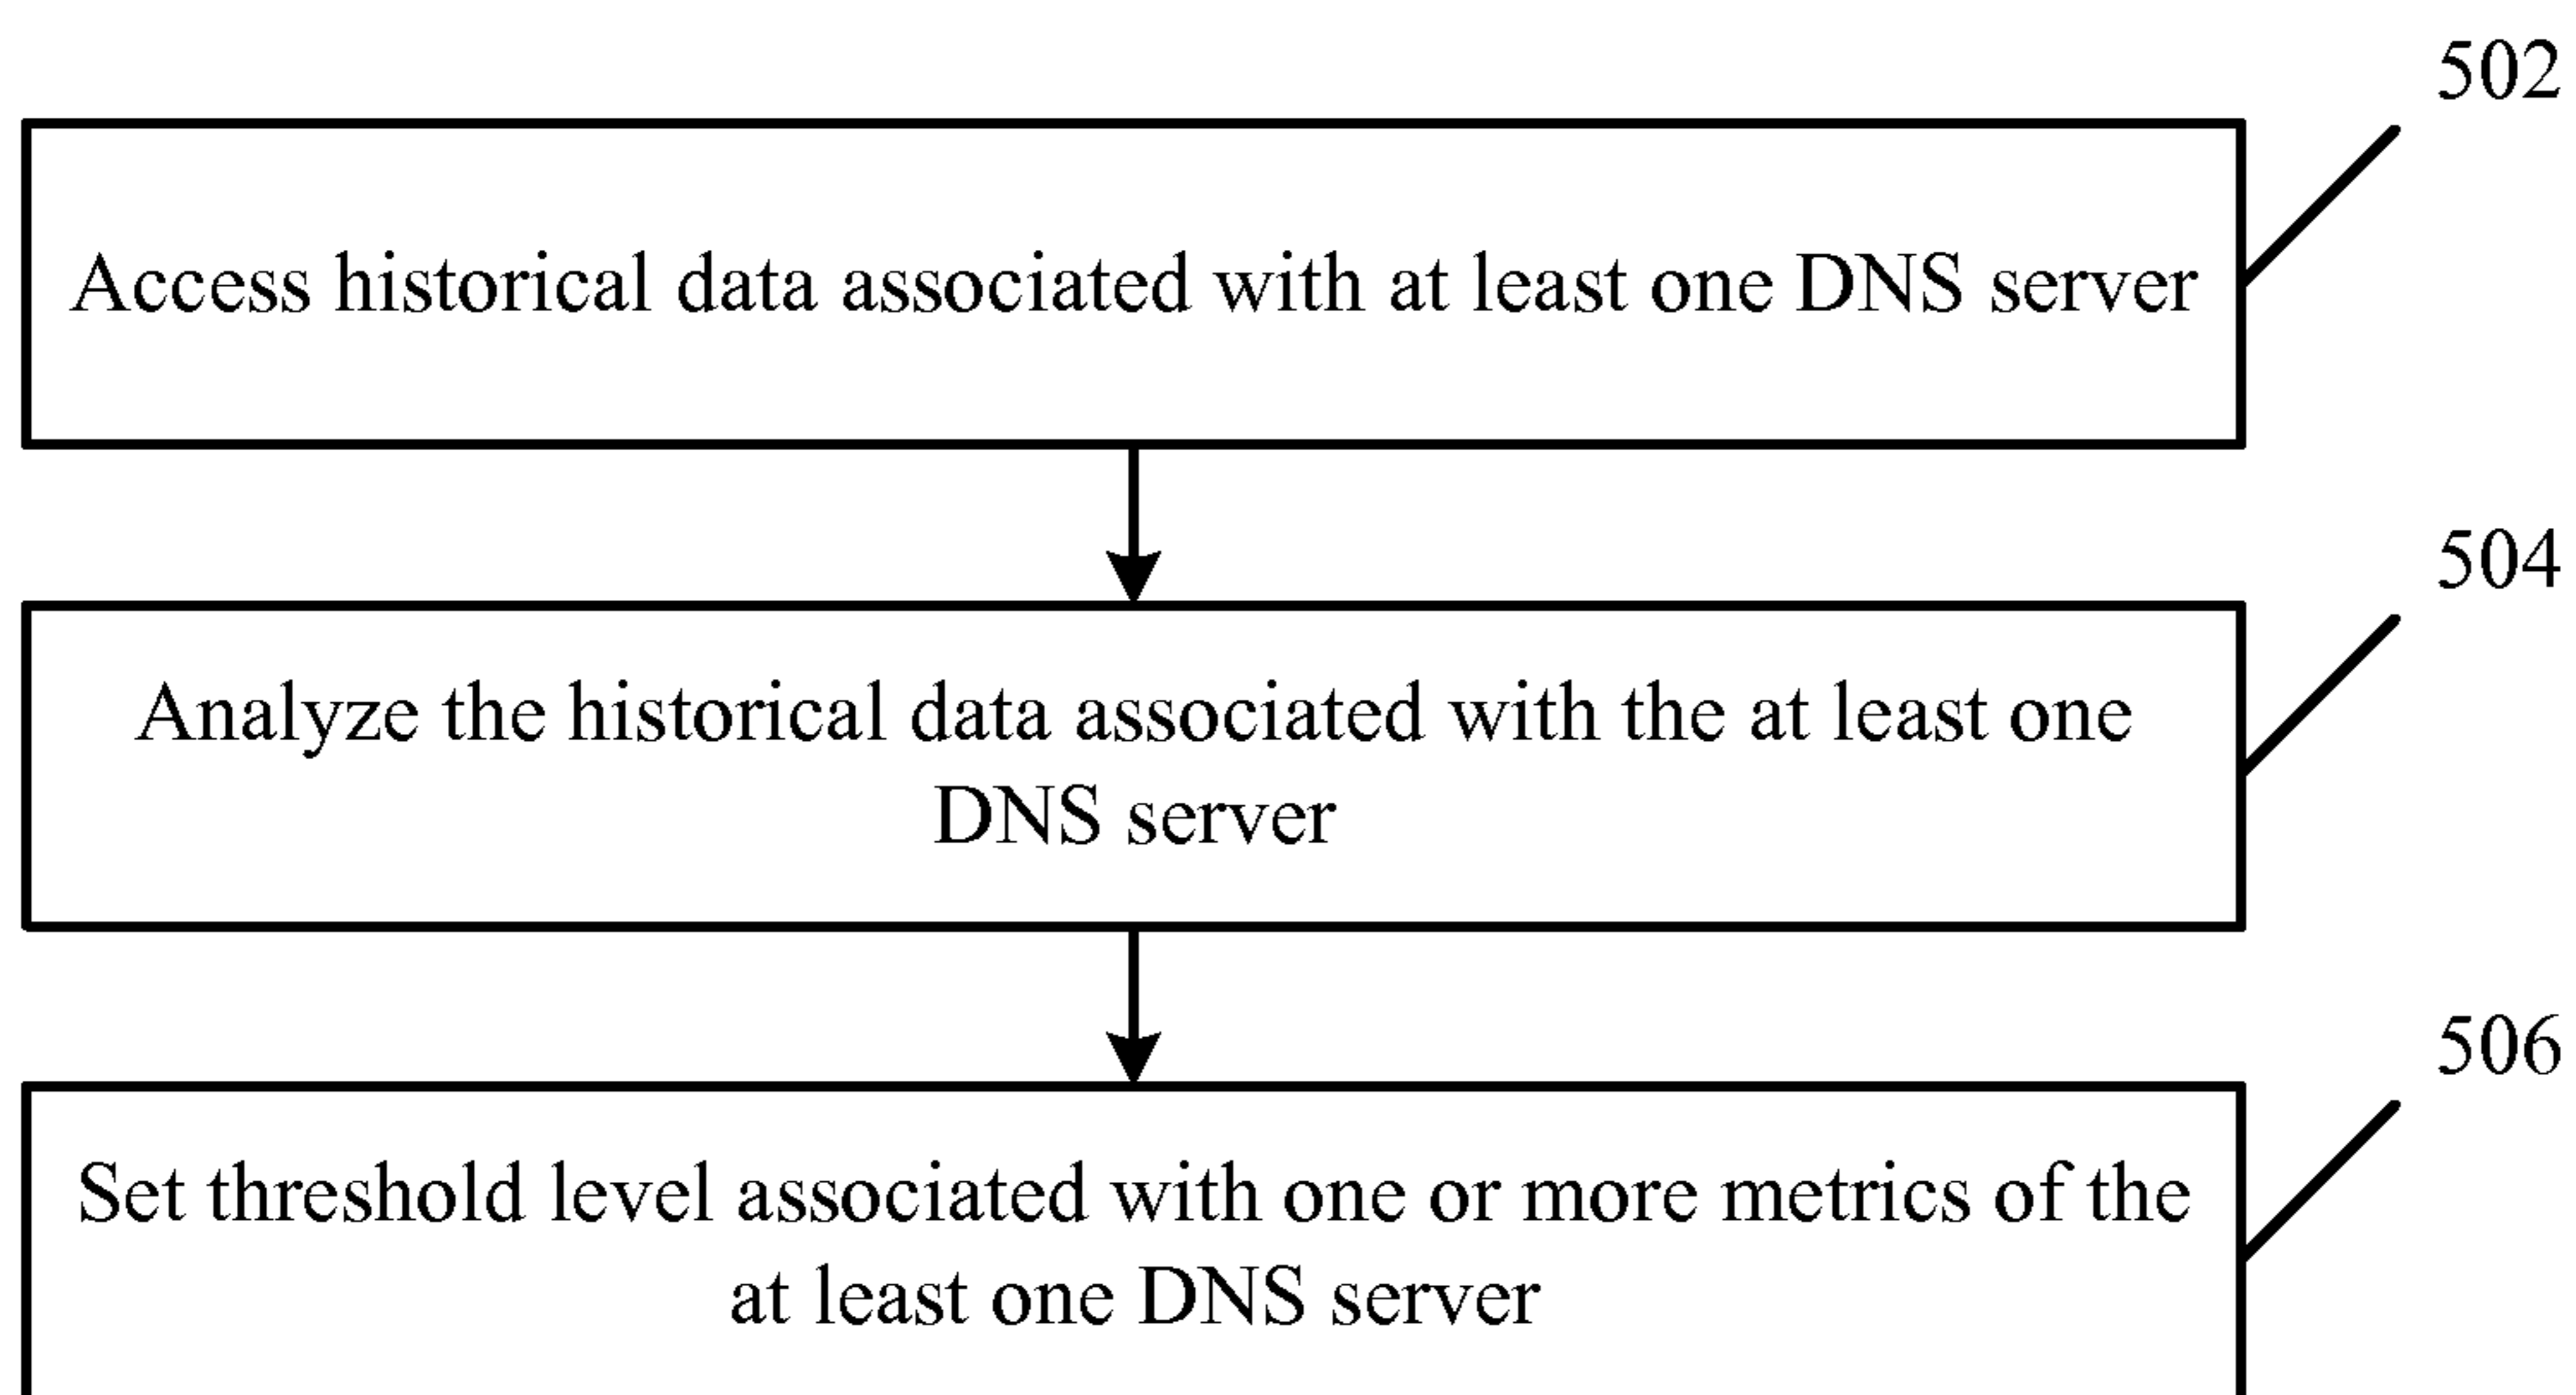 502
Access historical data associated with at least one DNS server
504
Analyze the historical data associated with the at least one
DNS server
506
Set threshold level associated with one or more metrics of the
at least one DNS server